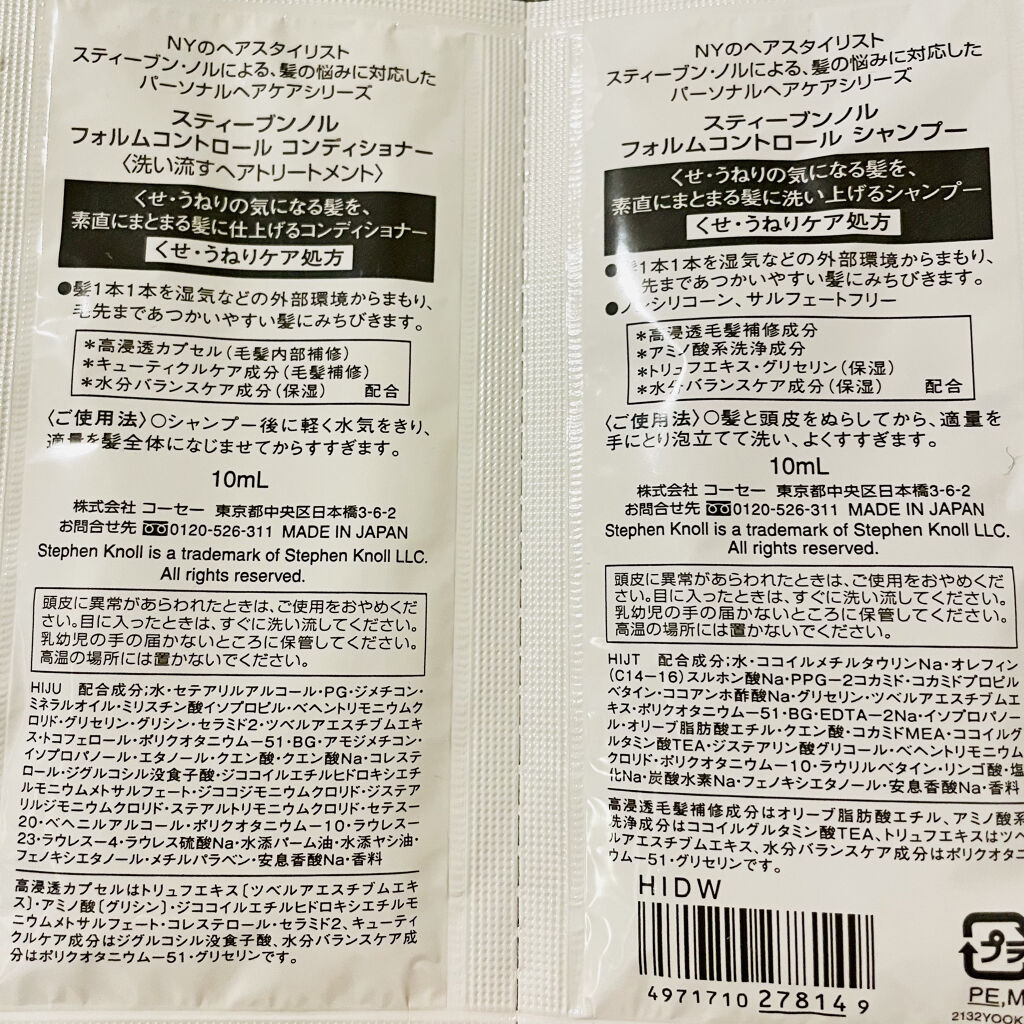 NYのヘアスタイリスト
スティーブン・ノルによる、髪の悩みに対応した
パーソナルヘアケアシリーズ
スティーブンノル
フォルムコントロール コンディショナー
〈洗い流すヘアトリートメント〉
くせ・うねりの気になる髪を、
素直にまとまる髪に仕上げるコンディショナー
くせ・うねりケア処方
●髪1本1本を湿気などの外部環境からまもり、
毛先まであつかいやすい髪にみちびきます。
*高浸透カプセル(毛髪内部補修)
*キューティクルケア成分(毛髪補修)
*水分バランスケア成分(保湿) 配合
〈ご使用法〉○シャンプー後に軽く水気をきり、
適量を髪全体になじませてからすすぎます。
10mL
株式会社 コーセー 東京都中央区日本橋3-6-2
お問合せ先 0120-526-311 MADE IN JAPAN
Stephen Knoll is a trademark of Stephen Knoll LLC.
All rights reserved.
頭皮に異常があらわれたときは、ご使用をおやめくだ
さい。目に入ったときは、すぐに洗い流してください。
乳幼児の手の届かないところに保管してください。
高温の場所には置かないでください。
HIJU 配合成分;水・セテアリルアルコール・PG・ジメチコン・
ミネラルオイル・ミリスチン酸イソプロピル・ベヘントリモニウムク
ロリド・グリセリン・グリシン・セラミド2・ツベルアエスチブムエキ
ス・トコフェロール・ポリクオタニウムー51・BG・アモジメチコン・
イソプロパノール・エタノール・クエン酸・クエン酸Na・コレステ
ロール・ジグルコシル没食子酸・ジココイルエチルヒドロキシエチ
ルモニウムメトサルフェート・ジココジモニウムクロリド・ジステア
リルジモニウムクロリド・ステアルトリモニウムクロリド・セテスー
20・ベヘニルアルコール・ポリクオタニウムー10・ラウレスー
23・ラウレスー4・ラウレス硫酸Na・水添パーム油・水添ヤシ油・
フェノキシエタノール・メチルパラベン・安息香酸Na・香料
高浸透カプセルはトリュフエキス〔ツベルアエスチブムエキ
ス〕・アミノ酸〔グリシン〕・ジココイルエチルヒドロキシエチルモ
ニウムメトサルフェート・コレステロール・セラミド2、キューティ
クルケア成分はジグルコシル没食子酸、水分バランスケア成
分はポリクオタニウムー51・グリセリンです。
NYのヘアスタイリスト
スティーブン・ノルによる、髪の悩みに対応した
パーソナルヘアケアシリーズ
スティーブンノル
フォルムコントロール シャンプー
くせ・うねりの気になる髪を、
素直にまとまる髪に洗い上げるシャンプー
くせ・うねりケア処方
●髪1本1本を湿気などの外部環境からまもり、
毛先まであつかいやすい髪にみちびきます。
●ノンシリコーン、サルフェートフリー
*高浸透毛髪補修成分
*アミノ酸系洗浄成分
*トリュフエキス・グリセリン(保湿)
*水分バランスケア成分(保湿) 配合
〈ご使用法〉○髪と頭皮をぬらしてから、適量を
手にとり泡立てて洗い、よくすすぎます。
10mL
株式会社 コーセー 東京都中央区日本橋3-6-2
お問合せ先 0120-526-311 MADE IN JAPAN
Stephen Knoll is a trademark of Stephen Knoll LLC.
All rights reserved.
頭皮に異常があらわれたときは、ご使用をおやめくだ
さい。目に入ったときは、すぐに洗い流してください。
乳幼児の手の届かないところに保管してください。
高温の場所には置かないでください。
HIJT 配合成分;水・ココイルメチルタウリンNa・オレフィン
(C14−16)スルホン酸Na・PPG−2コカミド・コカミドプロピル
ベタイン・ココアンホ酢酸Na・グリセリン・ツベルアエスチブムエ
キス・ポリクオタニウムー51・BG・EDTA−2Na・イソプロパノー
ル・オリーブ脂肪酸エチル・クエン酸・コカミドMEA・ココイルグ
ルタミン酸TEA・ジステアリン酸グリコール・ベヘントリモニウム
クロリド・ポリクオタニウムー10・ラウリルベタイン・リンゴ酸・塩
化Na・炭酸水素Na・フェノキシエタノール・安息香酸Na・香料
高浸透毛髪補修成分はオリーブ脂肪酸エチル、アミノ酸系
洗浄成分はココイルグルタミン酸TEA、トリュフエキスはツベ
ルアエスチブムエキス、水分バランスケア成分はポリクオタニ
ウムー51・グリセリンです。
HIDW
4971710 278149
プラ
PE,M
2132YOOK